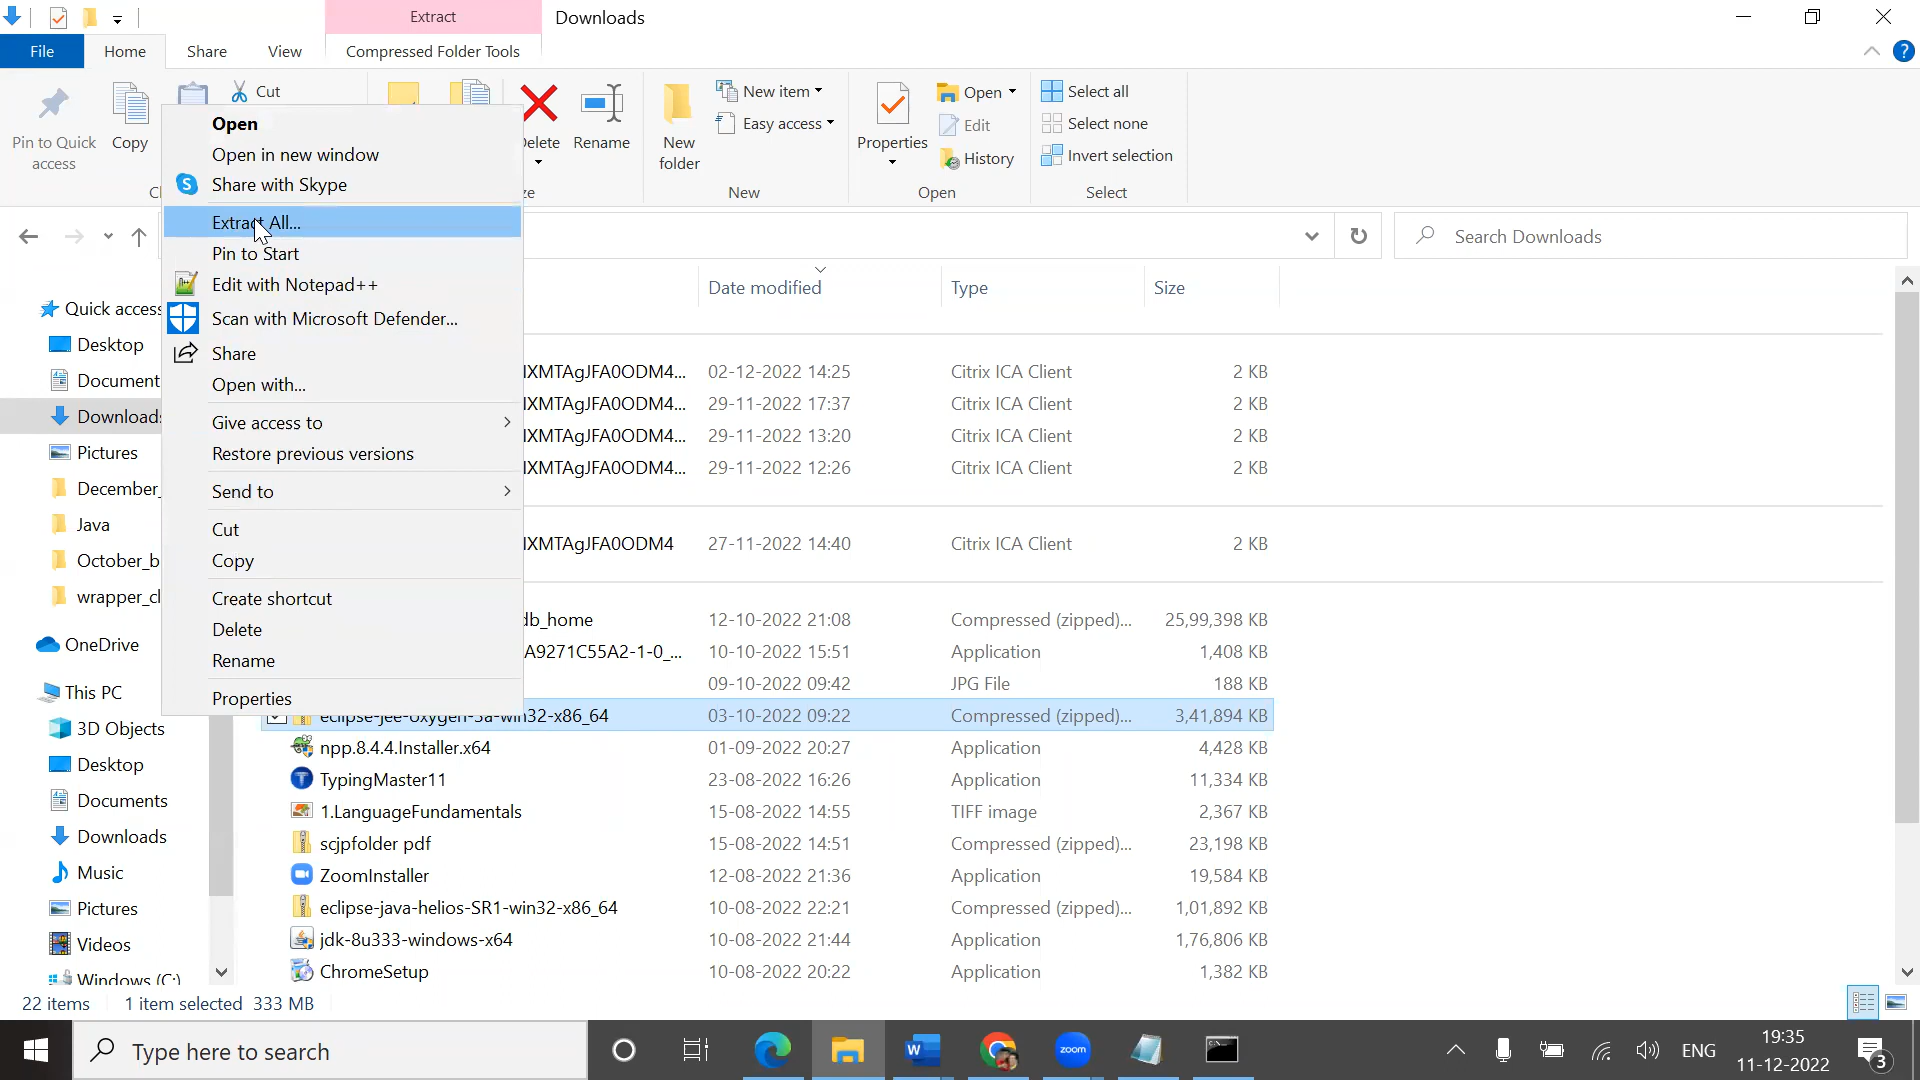 Extract
Downloads
File
Home
Share
View
Compressed Folder Tools
Pin to Quick
access
Copy
Cut
Rename
New
folder
New item
Easy access
New
Properties
Open
Edit
History
Open
Select all
Select none
Invert selection
Select
Open
Open in new window
Share with Skype
Extract All...
Pin to Start
Edit with Notepad++
Scan with Microsoft Defender...
Share
Open with...
Give access to
Restore previous versions
Send to
Cut
Copy
Create shortcut
Delete
Rename
Properties
Search Downloads
Date modified Type Size
Quick access
Desktop
Document
Downloads
Pictures
December_
Java
October_b
wrapper_cl
OneDrive
This PC
3D Objects
Desktop
Documents
Downloads
Music
Pictures
Videos
Windows (C:)
IXMTAgJFA0ODM4... 02-12-2022 14:25 Citrix ICA Client 2 KB
IXMTAgJFA0ODM4... 29-11-2022 17:37 Citrix ICA Client 2 KB
IXMTAgJFA0ODM4... 29-11-2022 13:20 Citrix ICA Client 2 KB
IXMTAgJFA0ODM4... 29-11-2022 12:26 Citrix ICA Client 2 KB
IXMTAgJFA0ODM4 27-11-2022 14:40 Citrix ICA Client 2 KB
db_home 12-10-2022 21:08 Compressed (zipped)... 25,99,398 KB
A9271C55A2-1-0_... 10-10-2022 15:51 Application 1,408 KB
09-10-2022 09:42 JPG File 188 KB
eclipse-jee-oxygen-3a-win32-x86_64 03-10-2022 09:22 Compressed (zipped)... 3,41,894 KB
npp.8.4.4.Installer.x64 01-09-2022 20:27 Application 4,428 KB
TypingMaster11 23-08-2022 16:26 Application 11,334 KB
1.LanguageFundamentals 15-08-2022 14:55 TIFF image 2,367 KB
scjpfolder pdf 15-08-2022 14:51 Compressed (zipped)... 23,198 KB
ZoomInstaller 12-08-2022 21:36 Application 19,584 KB
eclipse-java-helios-SR1-win32-x86_64 10-08-2022 22:21 Compressed (zipped)... 1,01,892 KB
jdk-8u333-windows-x64 10-08-2022 21:44 Application 1,76,806 KB
ChromeSetup 10-08-2022 20:22 Application 1,382 KB
22 items 1 item selected 333 MB
Type here to search
zoom
ENG
19:35
11-12-2022
3